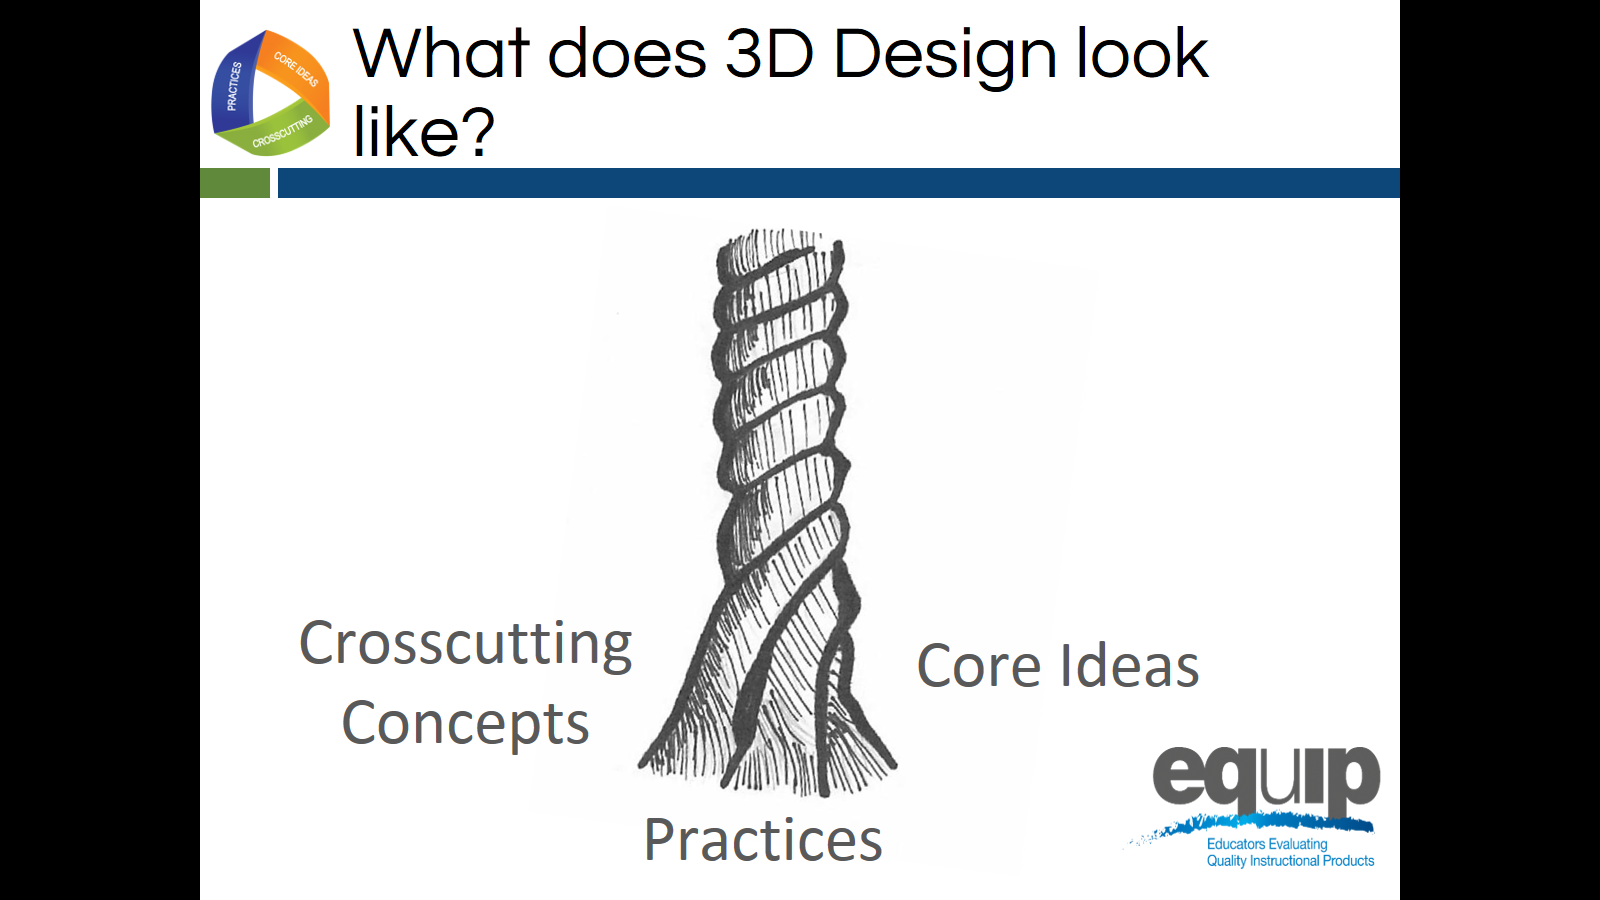 PRACTICES
CORE IDEAS
CROSSCUTTING
What does 3D Design look
like?
Crosscutting
Concepts
Core Ideas
Practices
equip
Educators Evaluating
Quality Instructional Products